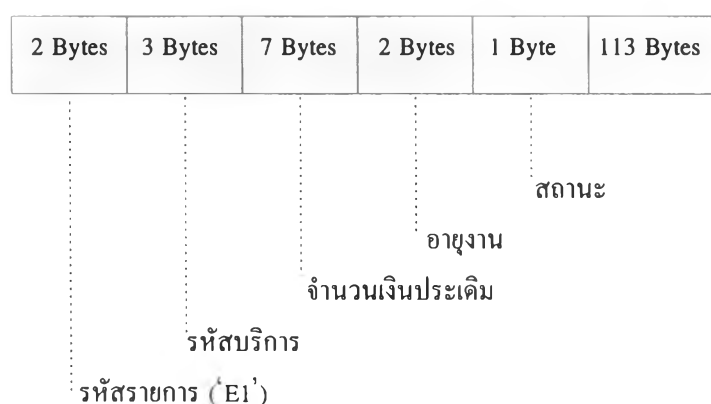 2 Bytes 3 Bytes 7 Bytes 2 Bytes 1 Byte 113 Bytes
สถานะ
อายุงาน
จำนวนเงินประเดิม
รหัสบริการ
รหัสรายการ ('E1')